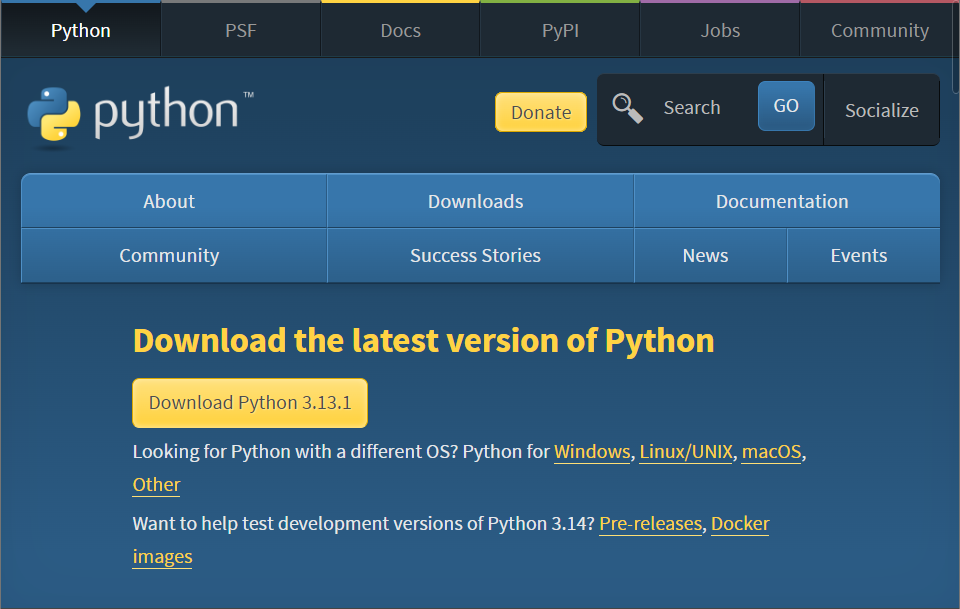 Python PSF Docs PyPI Jobs Community
python™ Donate Search GO Socialize
About Downloads Documentation
Community Success Stories News Events
Download the latest version of Python
Download Python 3.13.1
Looking for Python with a different OS? Python for Windows, Linux/UNIX, macOS,
Other
Want to help test development versions of Python 3.14? Pre-releases, Docker
images